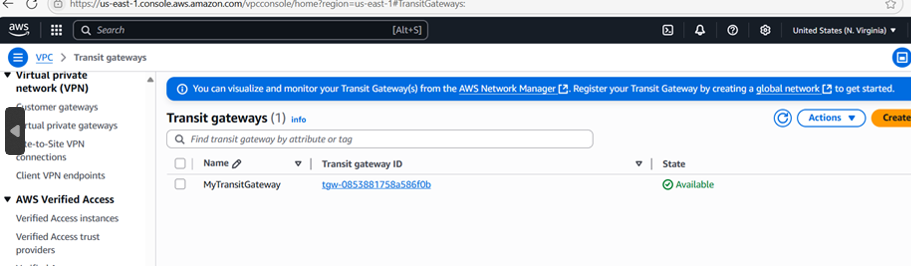 https://us-east-1.console.aws.amazon.com/vpcconsole/home?region=us-east-1#TransitGateways:
aws
Search
[Alt+S]
United States (N. Virginia)
VPC > Transit gateways
Virtual private
network (VPN)
Customer gateways
Virtual private gateways
Site-to-Site VPN
connections
Client VPN endpoints
AWS Verified Access
Verified Access instances
Verified Access trust
providers
You can visualize and monitor your Transit Gateway(s) from the AWS Network Manager. Register your Transit Gateway by creating a global network to get started.
Transit gateways (1) Info
Actions
Create
Find transit gateway by attribute or tag
Name Transit gateway ID State
MyTransitGateway tgw-0853881758a586f0b Available